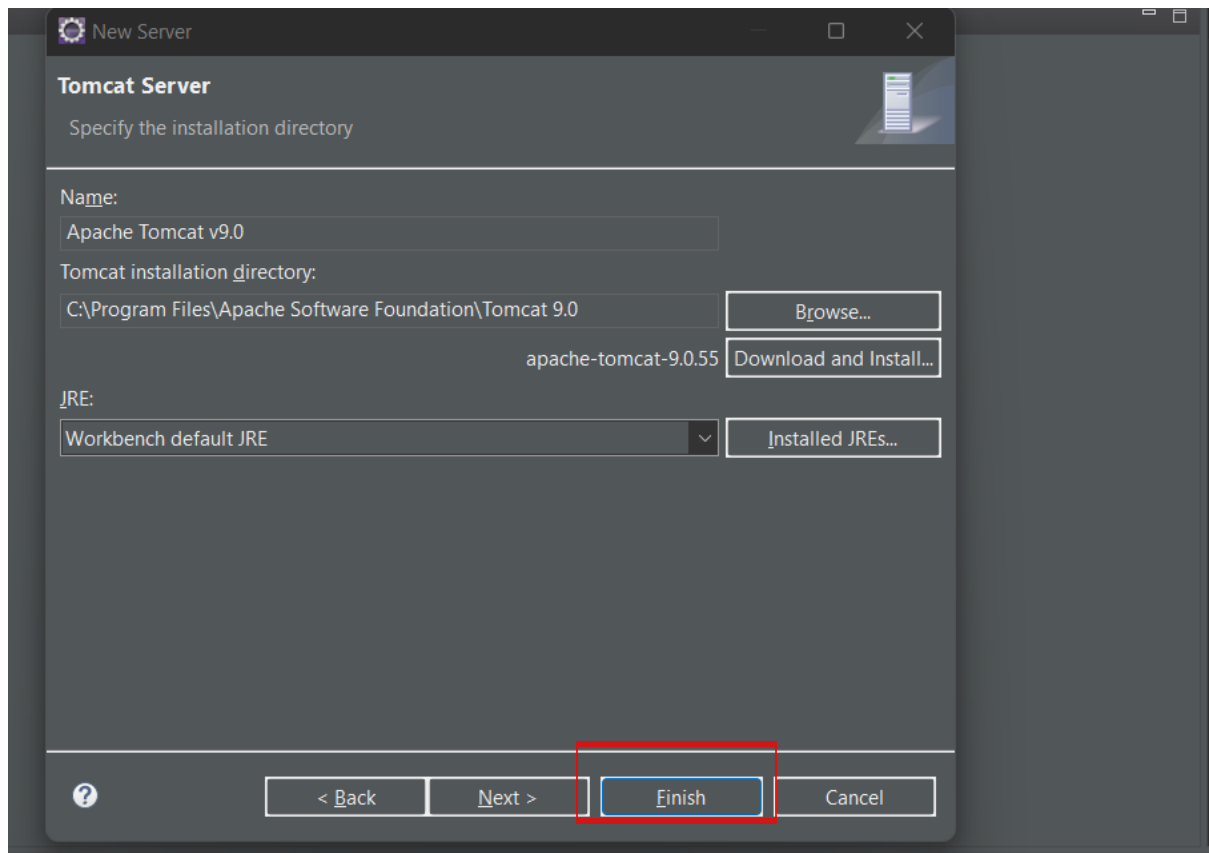 New Server
Tomcat Server
Specify the installation directory
Name:
Apache Tomcat v9.0
Tomcat installation directory:
C:\Program Files\Apache Software Foundation\Tomcat 9.0
Browse...
apache-tomcat-9.0.55 Download and Install...
JRE:
Workbench default JRE
Installed JREs...
? < Back Next > Finish Cancel